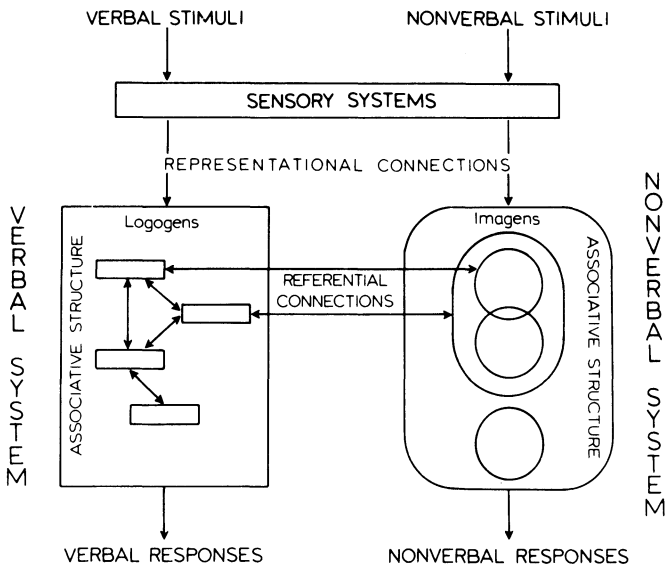 VERBAL STIMULI
NONVERBAL STIMULI
SENSORY SYSTEMS
REPRESENTATIONAL CONNECTIONS
VERBAL SYSTEM
ASSOCIATIVE STRUCTURE
Logogens
REFERENTIAL
CONNECTIONS
Imagens
ASSOCIATIVE STRUCTURE
NONVERBAL SYSTEM
VERBAL RESPONSES
NONVERBAL RESPONSES